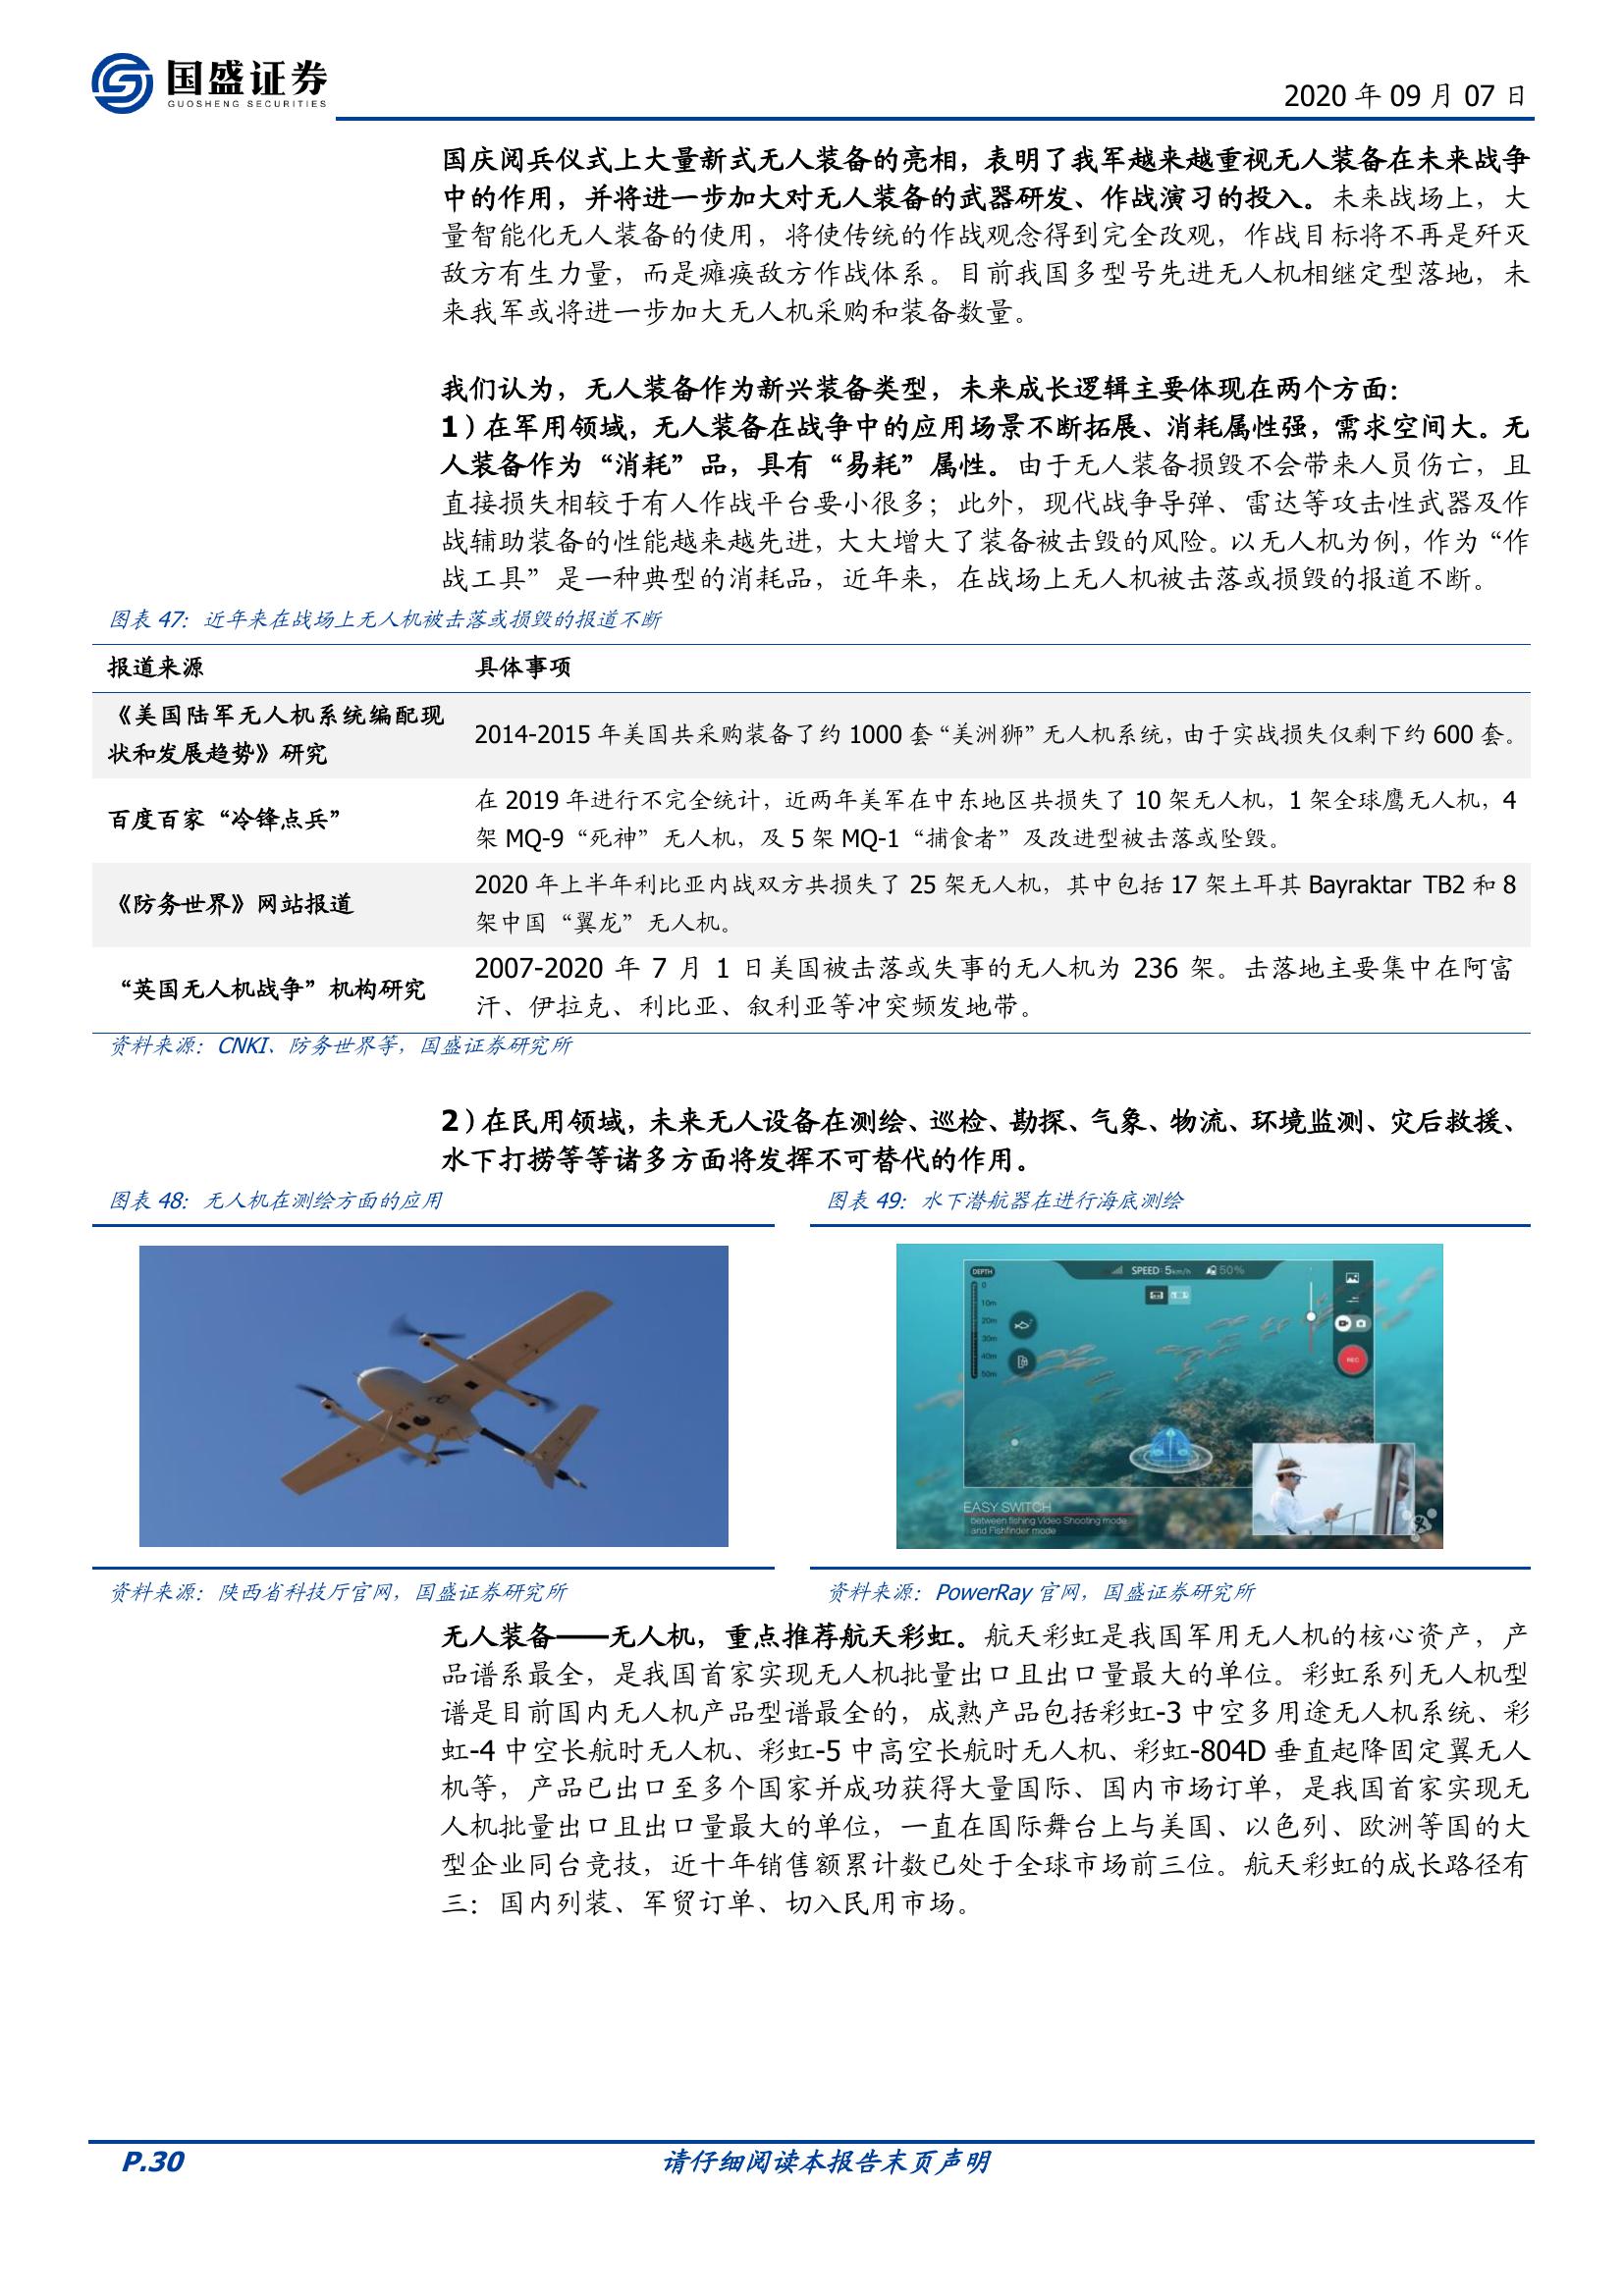 国盛证券
GUOSHENG SECURITIES
2020 年 09 月 07 日
国庆阅兵仪式上大量新式无人装备的亮相，表明了我军越来越重视无人装备在未来战争
中的作用，并将进一步加大对无人装备的武器研发、作战演习的投入。未来战场上，大
量智能化无人装备的使用，将使传统的作战观念得到完全改观，作战目标将不再是歼灭
敌方有生力量，而是瘫痪敌方作战体系。目前我国多型号先进无人机相继定型落地，未
来我军或将进一步加大无人机采购和装备数量。
我们认为，无人装备作为新兴装备类型，未来成长逻辑主要体现在两个方面：
1）在军用领域，无人装备在战争中的应用场景不断拓展、消耗属性强，需求空间大。无
人装备作为“消耗”品，具有“易耗”属性。由于无人装备损毁不会带来人员伤亡，且
直接损失相较于有人作战平台要小很多；此外，现代战争导弹、雷达等攻击性武器及作
战辅助装备的性能越来越先进，大大增大了装备被击毁的风险。以无人机为例，作为“作
战工具”是一种典型的消耗品，近年来，在战场上无人机被击落或损毁的报道不断。
图表 47：近年来在战场上无人机被击落或损毁的报道不断
报道来源 具体事项
《美国陆军无人机系统编配现
状和发展趋势》研究
2014-2015 年美国共采购装备了约 1000 套“美洲狮”无人机系统，由于实战损失仅剩下约 600 套。
百度百家“冷锋点兵”
在 2019 年进行不完全统计，近两年美军在中东地区共损失了 10 架无人机，1 架全球鹰无人机，4
架 MQ-9“死神”无人机，及 5 架 MQ-1“捕食者”及改进型被击落或坠毁。
《防务世界》网站报道
2020 年上半年利比亚内战双方共损失了 25 架无人机，其中包括 17 架土耳其 Bayraktar TB2 和 8
架中国“翼龙”无人机。
“英国无人机战争”机构研究
2007-2020 年 7 月 1 日美国被击落或失事的无人机为 236 架。击落地主要集中在阿富
汗、伊拉克、利比亚、叙利亚等冲突频发地带。
资料来源：CNKI、防务世界等，国盛证券研究所
2）在民用领域，未来无人设备在测绘、巡检、勘探、气象、物流、环境监测、灾后救援、
水下打捞等等诸多方面将发挥不可替代的作用。
图表 48：无人机在测绘方面的应用
图表 49：水下潜航器在进行海底测绘
DEPTH
SPEED: 5km/h
50%
0
10m
20m
30m
40m
50m
REC
EASY SWITCH
between fishing Video Shooting mode
and Fishfinder mode
资料来源：陕西省科技厅官网，国盛证券研究所
资料来源：PowerRay 官网，国盛证券研究所
无人装备——无人机，重点推荐航天彩虹。航天彩虹是我国军用无人机的核心资产，产
品谱系最全，是我国首家实现无人机批量出口且出口量最大的单位。彩虹系列无人机型
谱是目前国内无人机产品型谱最全的，成熟产品包括彩虹-3 中空多用途无人机系统、彩
虹-4 中空长航时无人机、彩虹-5 中高空长航时无人机、彩虹-804D 垂直起降固定翼无人
机等，产品已出口至多个国家并成功获得大量国际、国内市场订单，是我国首家实现无
人机批量出口且出口量最大的单位，一直在国际舞台上与美国、以色列、欧洲等国的大
型企业同台竞技，近十年销售额累计数已处于全球市场前三位。航天彩虹的成长路径有
三：国内列装、军贸订单、切入民用市场。
P.30
请仔细阅读本报告末页声明